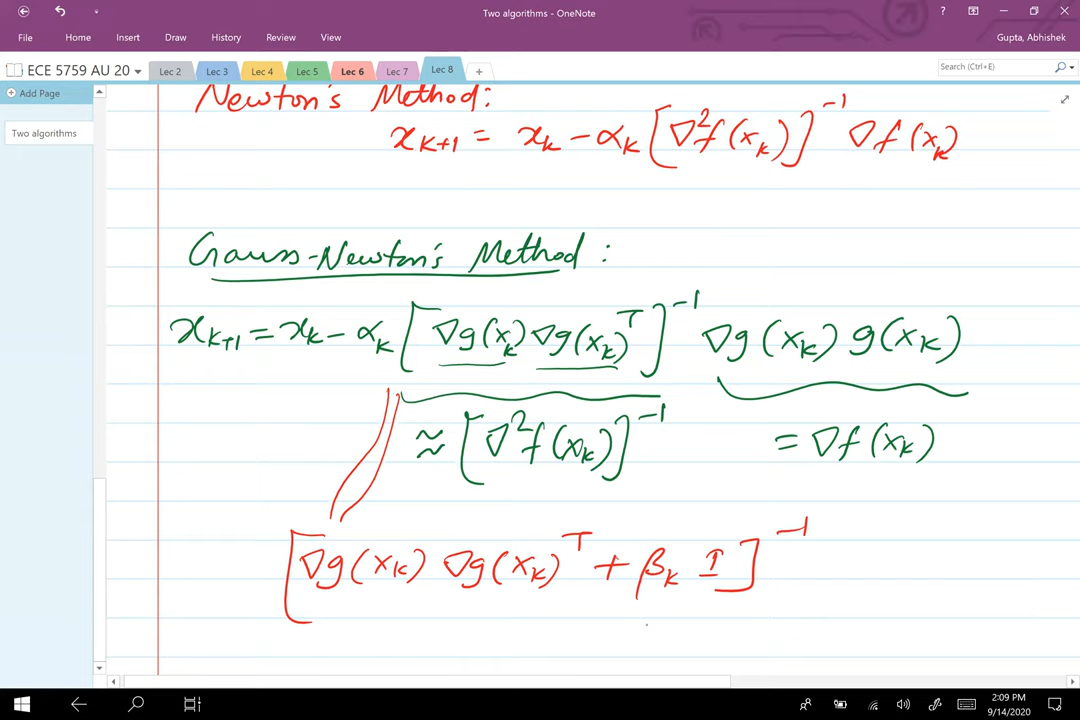 Two algorithms - OneNote
Gupta, Abhishek
File Home Insert Draw History Review View
ECE 5759 AU 20
Lec 2 Lec 3 Lec 4 Lec 5 Lec 6 Lec 7 Lec 8 +
Search (Ctrl+E)
Add Page
Two algorithms
Newton's Method:
x_{K+1} = x_k - α_k [∇²f(x_k)]^{-1} ∇f(x_k)
Gauss-Newton's Method:
x_{K+1} = x_k - α_k [∇g(x_k) ∇g(x_k)^T]^{-1} ∇g(x_k) g(x_k)
≈ [∇²f(x_k)]^{-1} = ∇f(x_k)
[∇g(x_k) ∇g(x_k)^T + β_k I]^{-1}
2:09 PM
9/14/2020